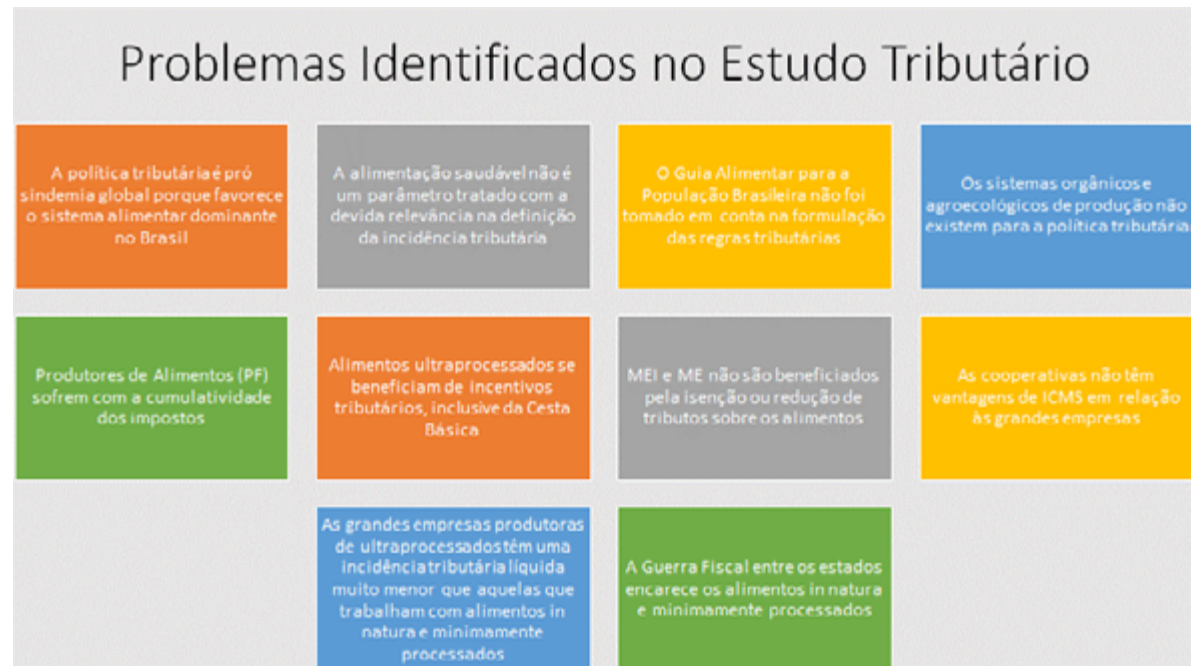 Problemas Identificados no Estudo Tributário
A política tributária é pró
sindemia global porque favorece
o sistema alimentar dominante
no Brasil
A alimentação saudável não é
um parâmetro tratado com a
devida relevância na definição
da incidência tributária
O Guia Alimentar para a
População Brasileira não foi
tomado em conta na formulação
das regras tributárias
Os sistemas orgânicos e
agroecológicos de produção não
existem para a política tributária
Produtores de Alimentos (PF)
sofrem com a cumulatividade
dos impostos
Alimentos ultraprocessados se
beneficiam de incentivos
tributários, inclusive da Cesta
Básica
MEI e ME não são beneficiados
pela isenção ou redução de
tributos sobre os alimentos
As cooperativas não têm
vantagens de ICMS em relação
às grandes empresas
As grandes empresas produtoras
de ultraprocessados têm uma
incidência tributária líquida
muito menor que aquelas que
trabalham com alimentos in
natura e minimamente
processados
A Guerra Fiscal entre os estados
encarece os alimentos in natura
e minimamente processados